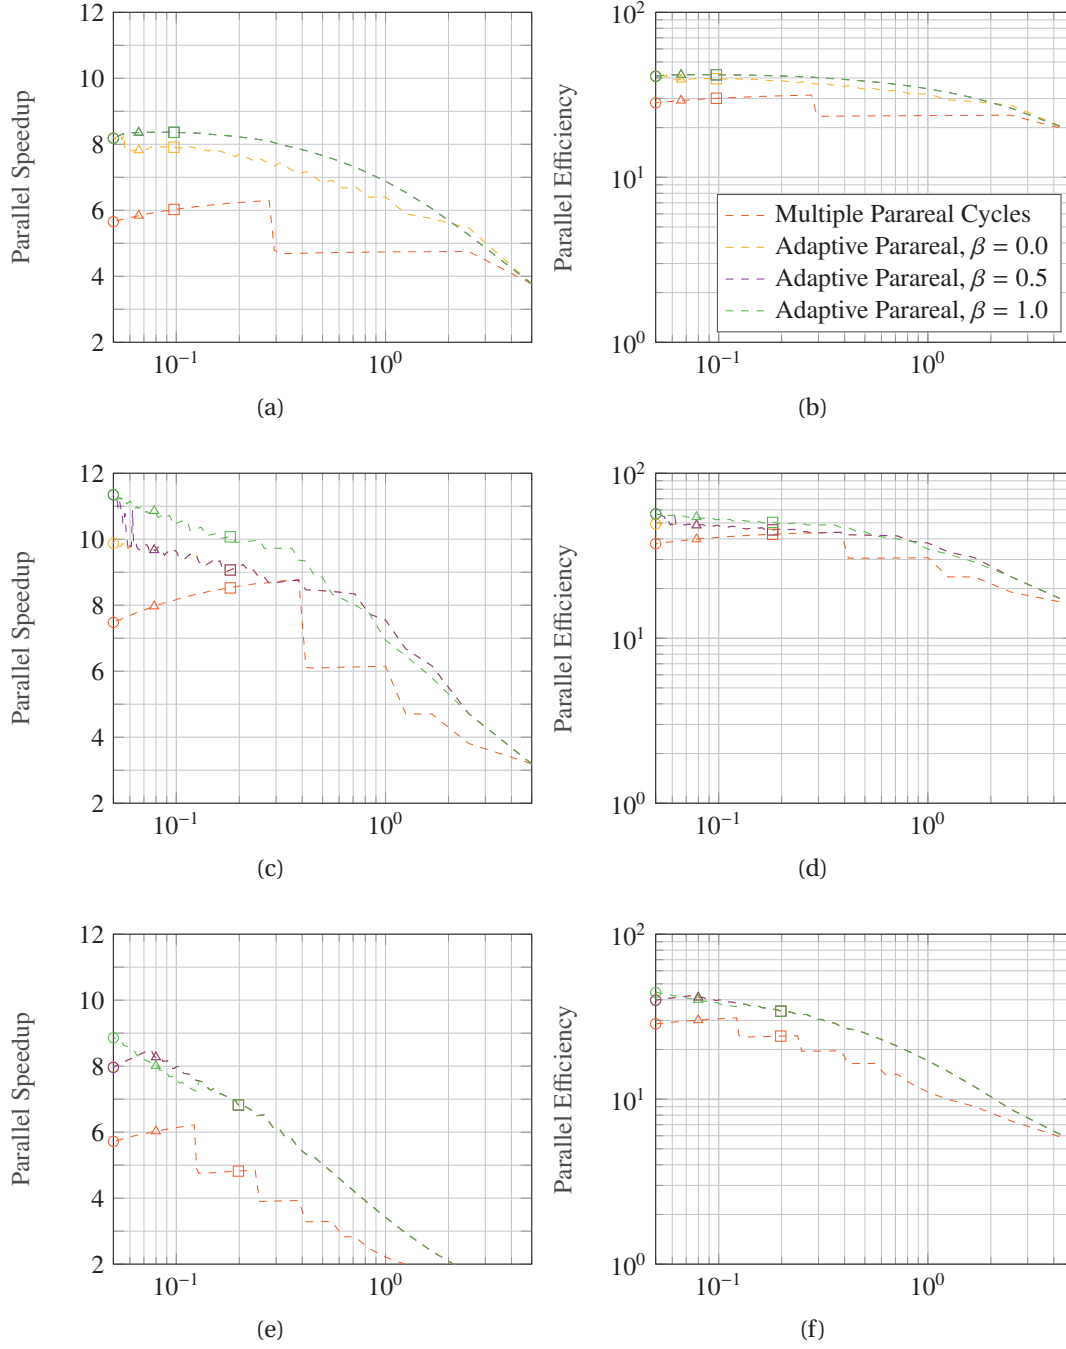 Parallel Speedup
12
10
8
6
4
2
10^-1
10^0
(a)
Parallel Efficiency
10^2
10^1
10^0
10^-1
10^0
Multiple Parareal Cycles
Adaptive Parareal, β = 0.0
Adaptive Parareal, β = 0.5
Adaptive Parareal, β = 1.0
(b)
Parallel Speedup
12
10
8
6
4
2
10^-1
10^0
(c)
Parallel Efficiency
10^2
10^1
10^0
10^-1
10^0
(d)
Parallel Speedup
12
10
8
6
4
2
10^-1
10^0
(e)
Parallel Efficiency
10^2
10^1
10^0
10^-1
10^0
(f)